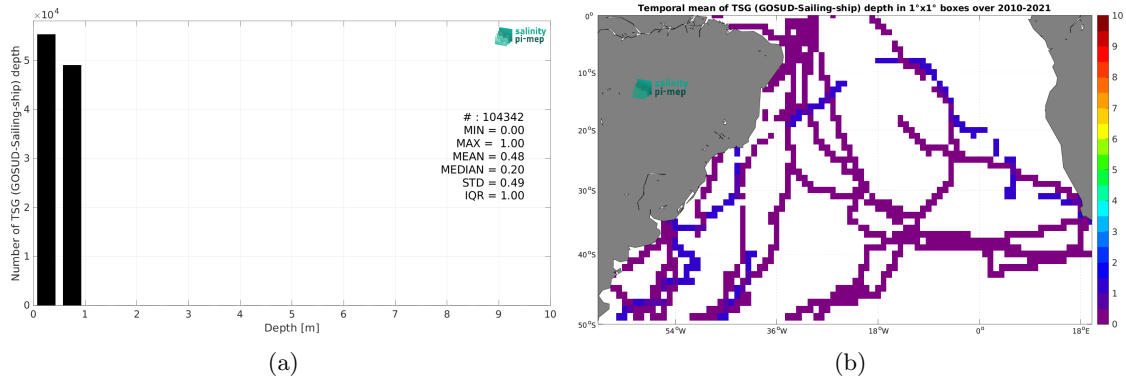 ×10⁴
salinity
pi-mep
5
4
3
2
1
0
Number of TSG (GOSUD-Sailing-ship) depth
# : 104342
MIN = 0.00
MAX = 1.00
MEAN = 0.48
MEDIAN = 0.20
STD = 0.49
IQR = 1.00
0 1 2 3 4 5 6 7 8 9 10
Depth [m]
(a)
Temporal mean of TSG (GOSUD-Sailing-ship) depth in 1°x1° boxes over 2010-2021
0°
10°S
20°S
30°S
40°S
50°S
salinity
pi-mep
54°W 36°W 18°W 0° 18°E
10
9
8
7
6
5
4
3
2
1
0
(b)